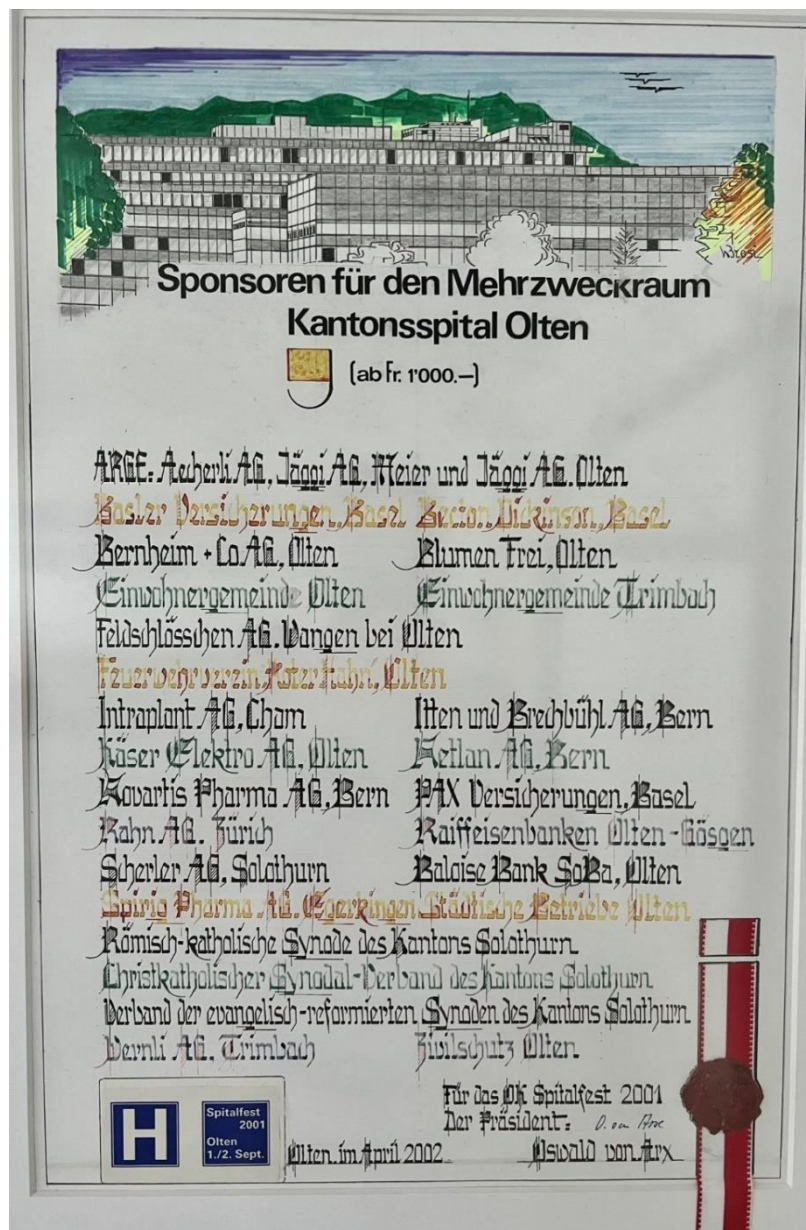 Sponsoren für den Mehrzweckraum
Kantonsspital Olten
(ab Fr. 1'000.–)
ARGE: Aecherli AG, Jäggi AG, Meier und Jäggi AG. Olten
Basler Versicherungen, Basel Becton, Dickinson, Basel
Bernheim + Co AG, Olten Blumen Frei, Olten
Einwohnergemeinde Olten Einwohnergemeinde Trimbach
Feldschlösschen AG. Wangen bei Olten
Feuerwehrverein, Roter Hahn, Olten
Intraplant AG, Cham Itten und Brechbühl AG, Bern
Käser Elektro AG, Olten AG, Bern
Novartis Pharma AG, Bern PAX Versicherungen, Basel
Rahn AG. Zürich Raiffeisenbanken Olten-Gösgen
Scherler AG, Solothurn Baloise Bank SoBa, Olten
Spirig Pharma AG. Egerkingen Städtische Betriebe Olten
Römisch-katholische Synode des Kantons Solothurn
Christkatholischer Synodal-Verband des Kantons Solothurn
Verband der evangelisch-reformierten Synoden des Kantons Solothurn
Wernli AG. Trimbach Zivilschutz Olten
Für das OK Spitalfest 2001
Der Präsident: O. von Arx
H
Spitalfest
2001
Olten
1./2. Sept.
Olten. im April 2002 Oswald von Arx